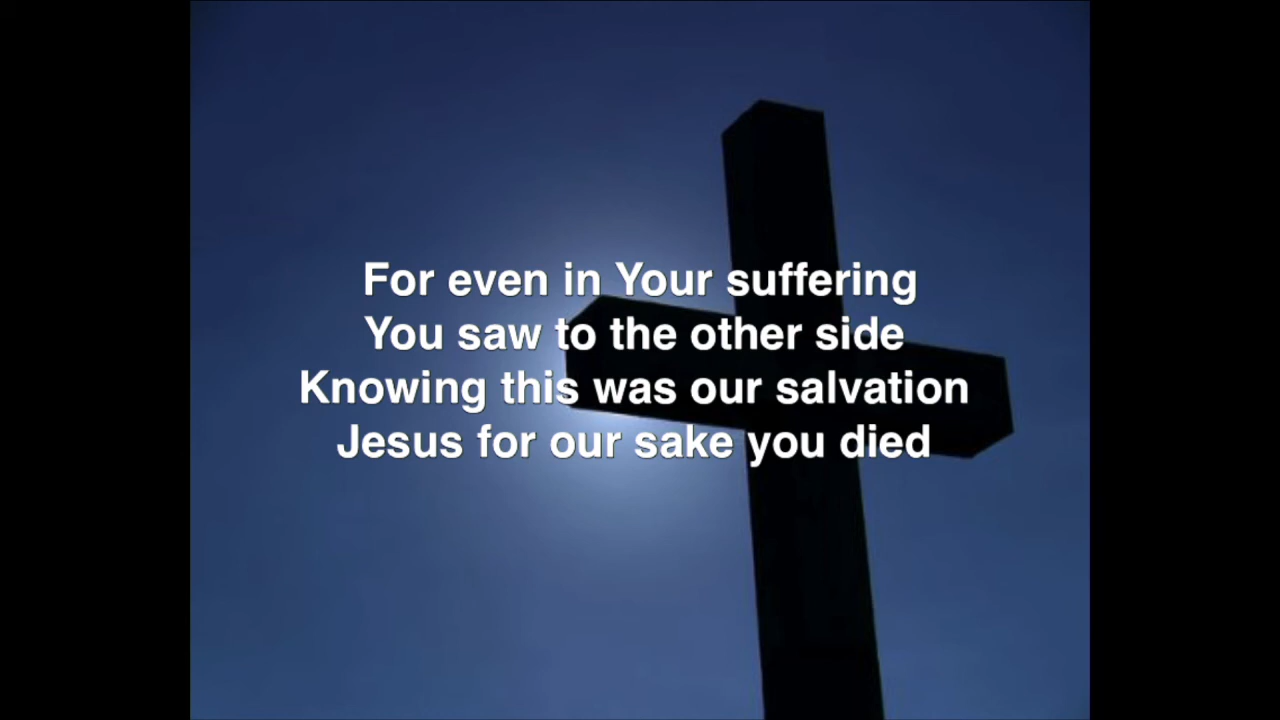 For even in Your suffering
You saw to the other side
Knowing this was our salvation
Jesus for our sake you died